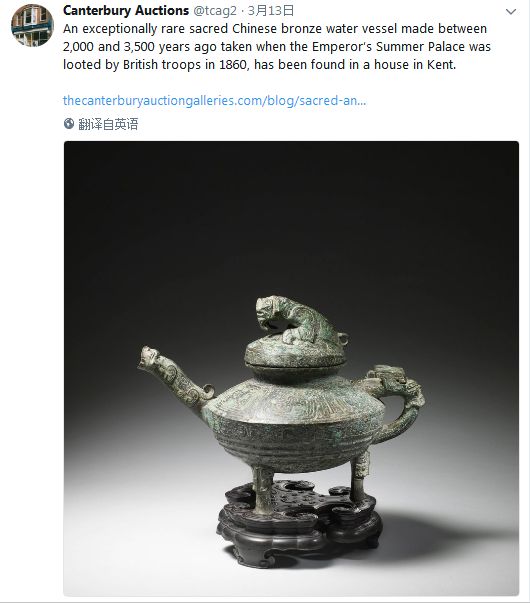 Canterbury Auctions @tcag2 · 3月13日
An exceptionally rare sacred Chinese bronze water vessel made between
2,000 and 3,500 years ago taken when the Emperor's Summer Palace was
looted by British troops in 1860, has been found in a house in Kent.
thecanterburyauctiongalleries.com/blog/sacred-an...
翻译自英语